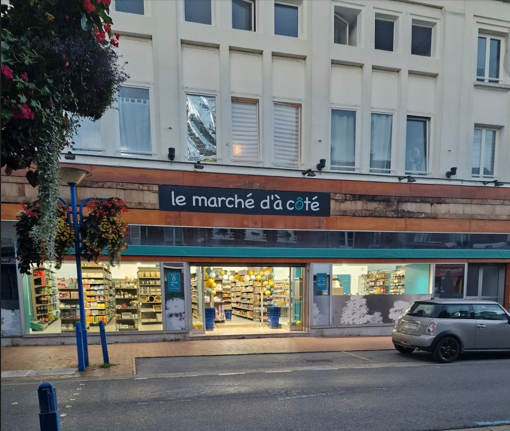 le marché d'à côté